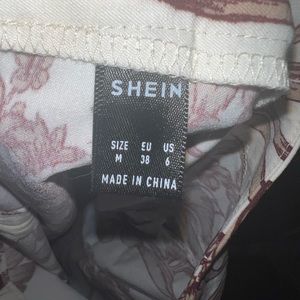 SHEIN
SIZE EU US
M 38 6
MADE IN CHINA